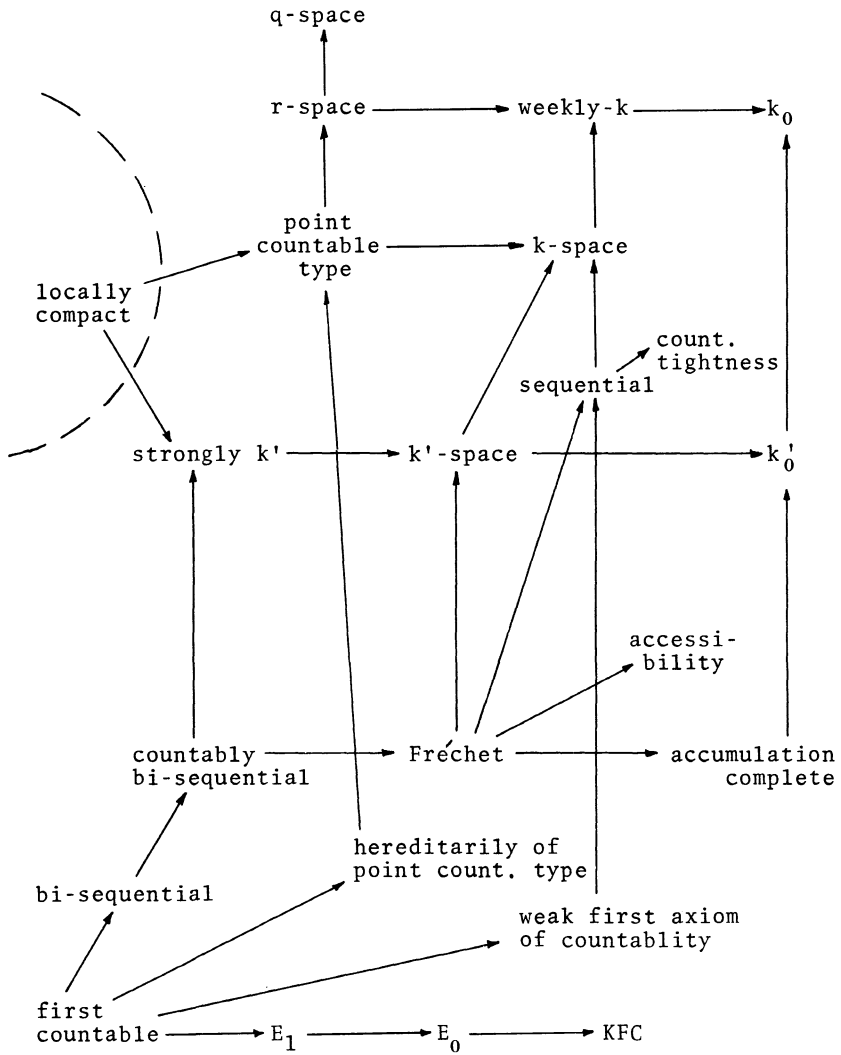 q-space
r-space
weekly-k
k₀
point
countable
type
k-space
locally
compact
count.
tightness
sequential
strongly k'
k'-space
k₀'
accessi-
bility
countably
bi-sequential
Fréchet
accumulation
complete
hereditarily of
point count. type
bi-sequential
weak first axiom
of countablity
first
countable
E₁
E₀
KFC